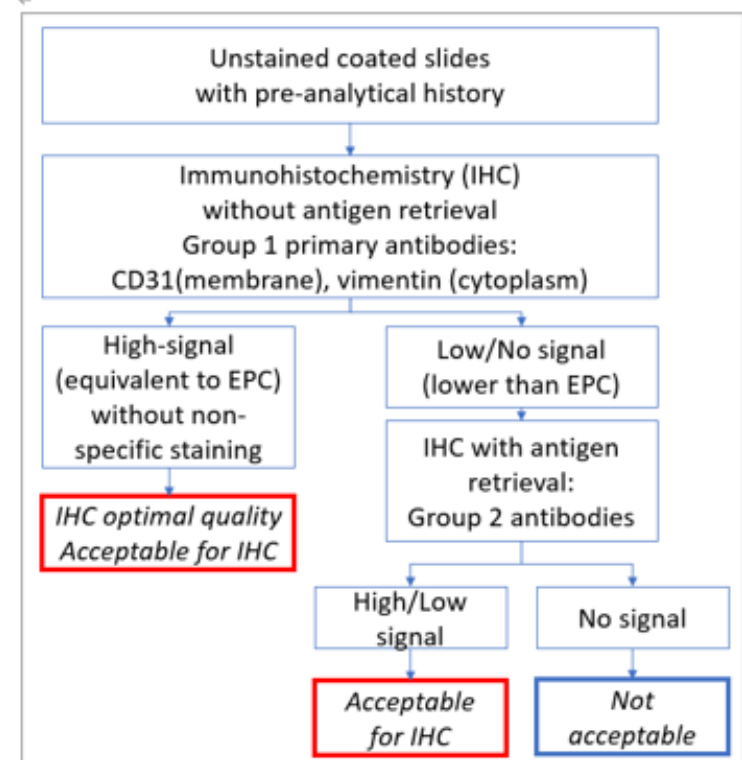 Unstained coated slides
with pre-analytical history
Immunohistochemistry (IHC)
without antigen retrieval
Group 1 primary antibodies:
CD31(membrane), vimentin (cytoplasm)
High-signal
(equivalent to EPC)
without non-
specific staining
Low/No signal
(lower than EPC)
IHC with antigen
retrieval:
Group 2 antibodies
IHC optimal quality
Acceptable for IHC
High/Low
signal
No signal
Acceptable
for IHC
Not
acceptable